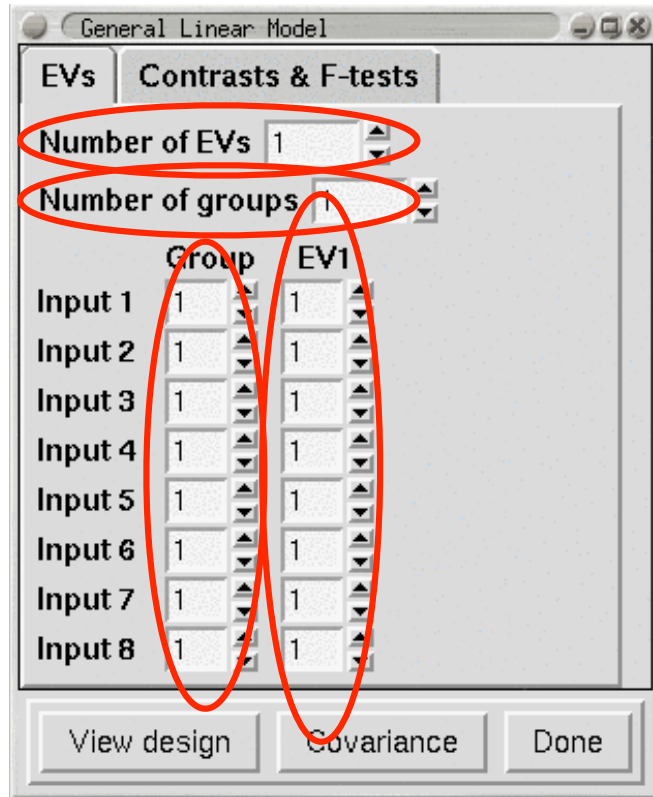 General Linear Model
EVs Contrasts & F-tests
Number of EVs 1
Number of groups 1
Group EV1
Input 1 1 1
Input 2 1 1
Input 3 1 1
Input 4 1 1
Input 5 1 1
Input 6 1 1
Input 7 1 1
Input 8 1 1
View design Covariance Done